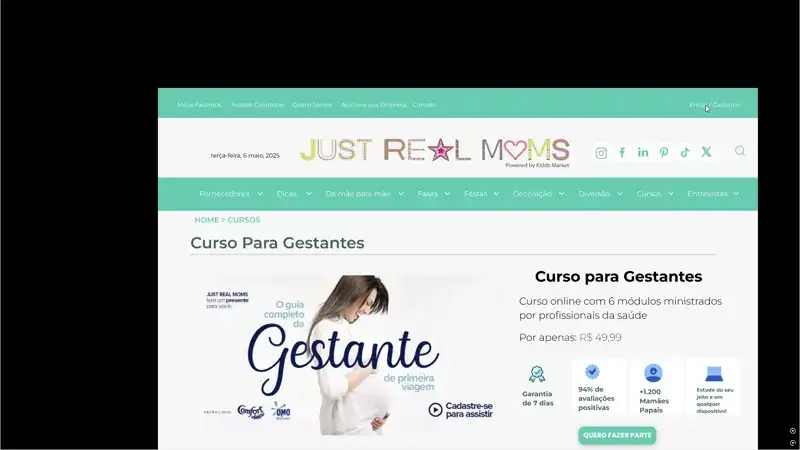 Meus Favoritos Nossos Colunistas Quem Somos Adicione sua Empresa Contato Entrar / Cadastre
terça-feira, 6 maio, 2025
JUST REAL MOMS
Powered by Kiddz Market
Fornecedores Dicas De mãe para mãe Fases Festas Decoração Diversão Cursos Entrevistas
HOME > CURSOS
Curso Para Gestantes
JUST REAL MOMS
tem um presente
para você:
O guia
completo
da
Gestante
de primeira
viagem
Comfort
OMO
Cadastre-se
para assistir
Curso para Gestantes
Curso online com 6 módulos ministrados
por profissionais da saúde
Por apenas: R$ 49,99
Garantia
de 7 dias
94% de
avaliações
positivas
+1.200
Mamães
Papais
Estude do seu
jeito e em
qualquer
dispositivo!
QUERO FAZER PARTE